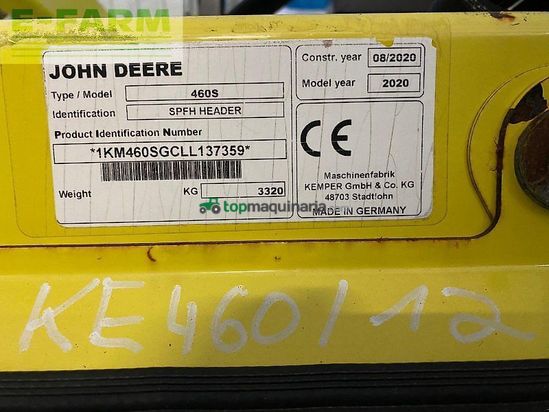 E-FARM
JOHN DEERE
Type / Model 460S
Identification SPFH HEADER
Product Identification Number
*1KM460SGCLL137359*
Weight KG 3320
Constr. year 08/2020
Model year 2020
CE
Maschinenfabrik
KEMPER GmbH & Co. KG
48703 Stadtlohn
MADE IN GERMANY
topmaquinaria.com
KE460/12